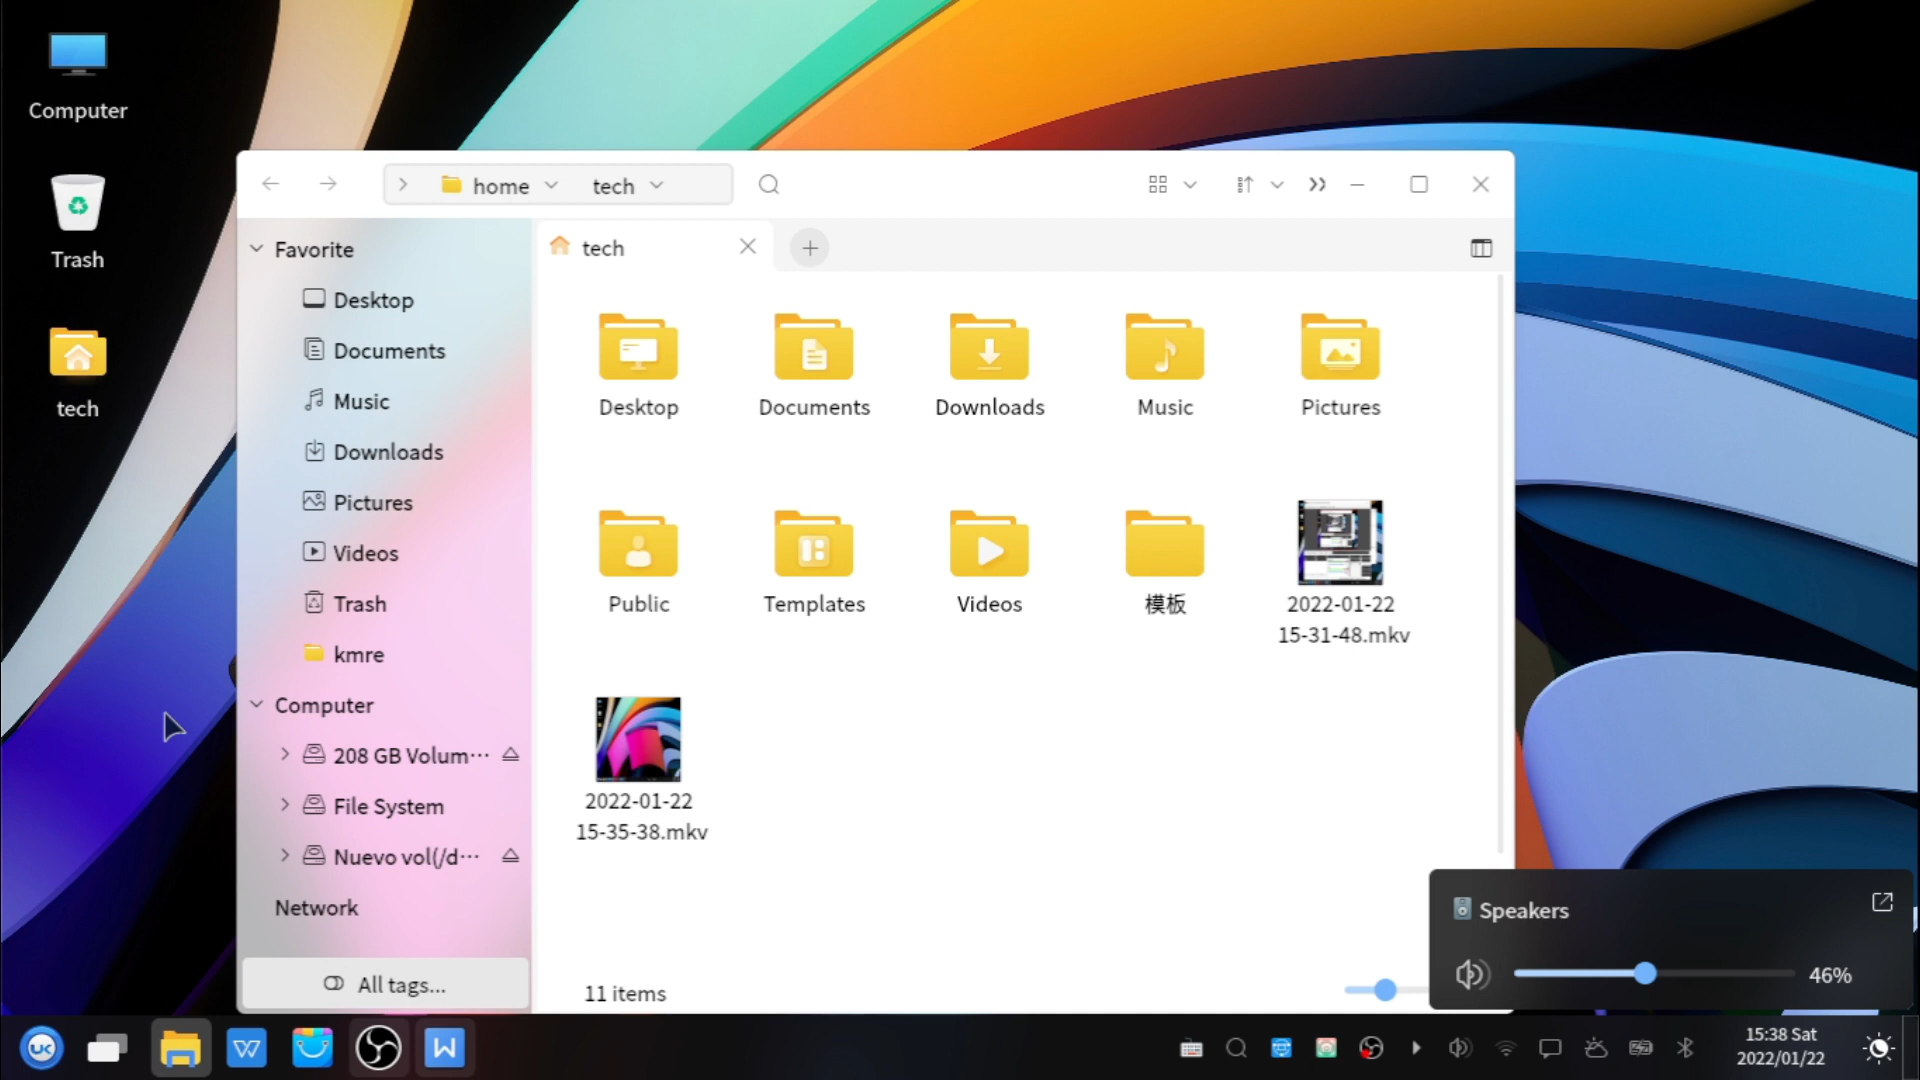 Computer
Trash
tech
home
tech
Favorite
Desktop
Documents
Music
Downloads
Pictures
Videos
Trash
kmre
Computer
208 GB Volum···
File System
Nuevo vol(/d···
Network
All tags...
tech
Desktop
Documents
Downloads
Music
Pictures
Public
Templates
Videos
模板
2022-01-22
15-31-48.mkv
2022-01-22
15-35-38.mkv
11 items
Speakers
46%
UK
W
W
15:38 Sat
2022/01/22